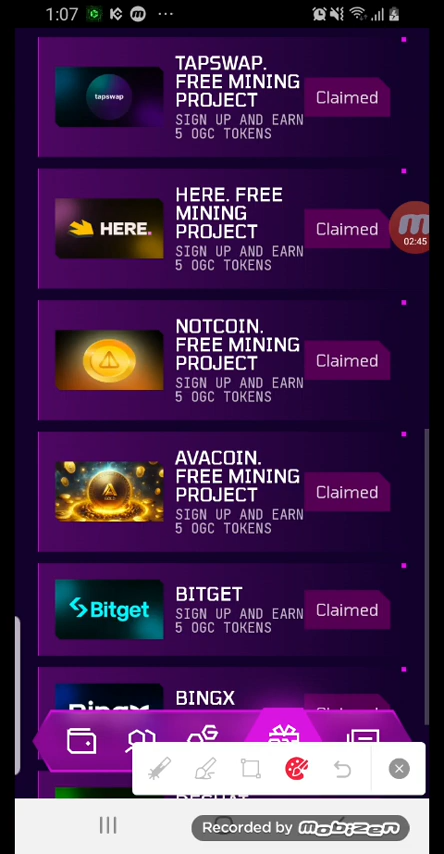 1:07
TAPSWAP.
FREE MINING
PROJECT
SIGN UP AND EARN
5 OGC TOKENS
tapswap
Claimed
HERE. FREE
MINING
PROJECT
SIGN UP AND EARN
5 OGC TOKENS
HERE.
Claimed
02:45
NOTCOIN.
FREE MINING
PROJECT
SIGN UP AND EARN
5 OGC TOKENS
Claimed
AVACOIN.
FREE MINING
PROJECT
SIGN UP AND EARN
5 OGC TOKENS
Claimed
BITGET
SIGN UP AND EARN
5 OGC TOKENS
Bitget
Claimed
BINGX
Recorded by Mobizen